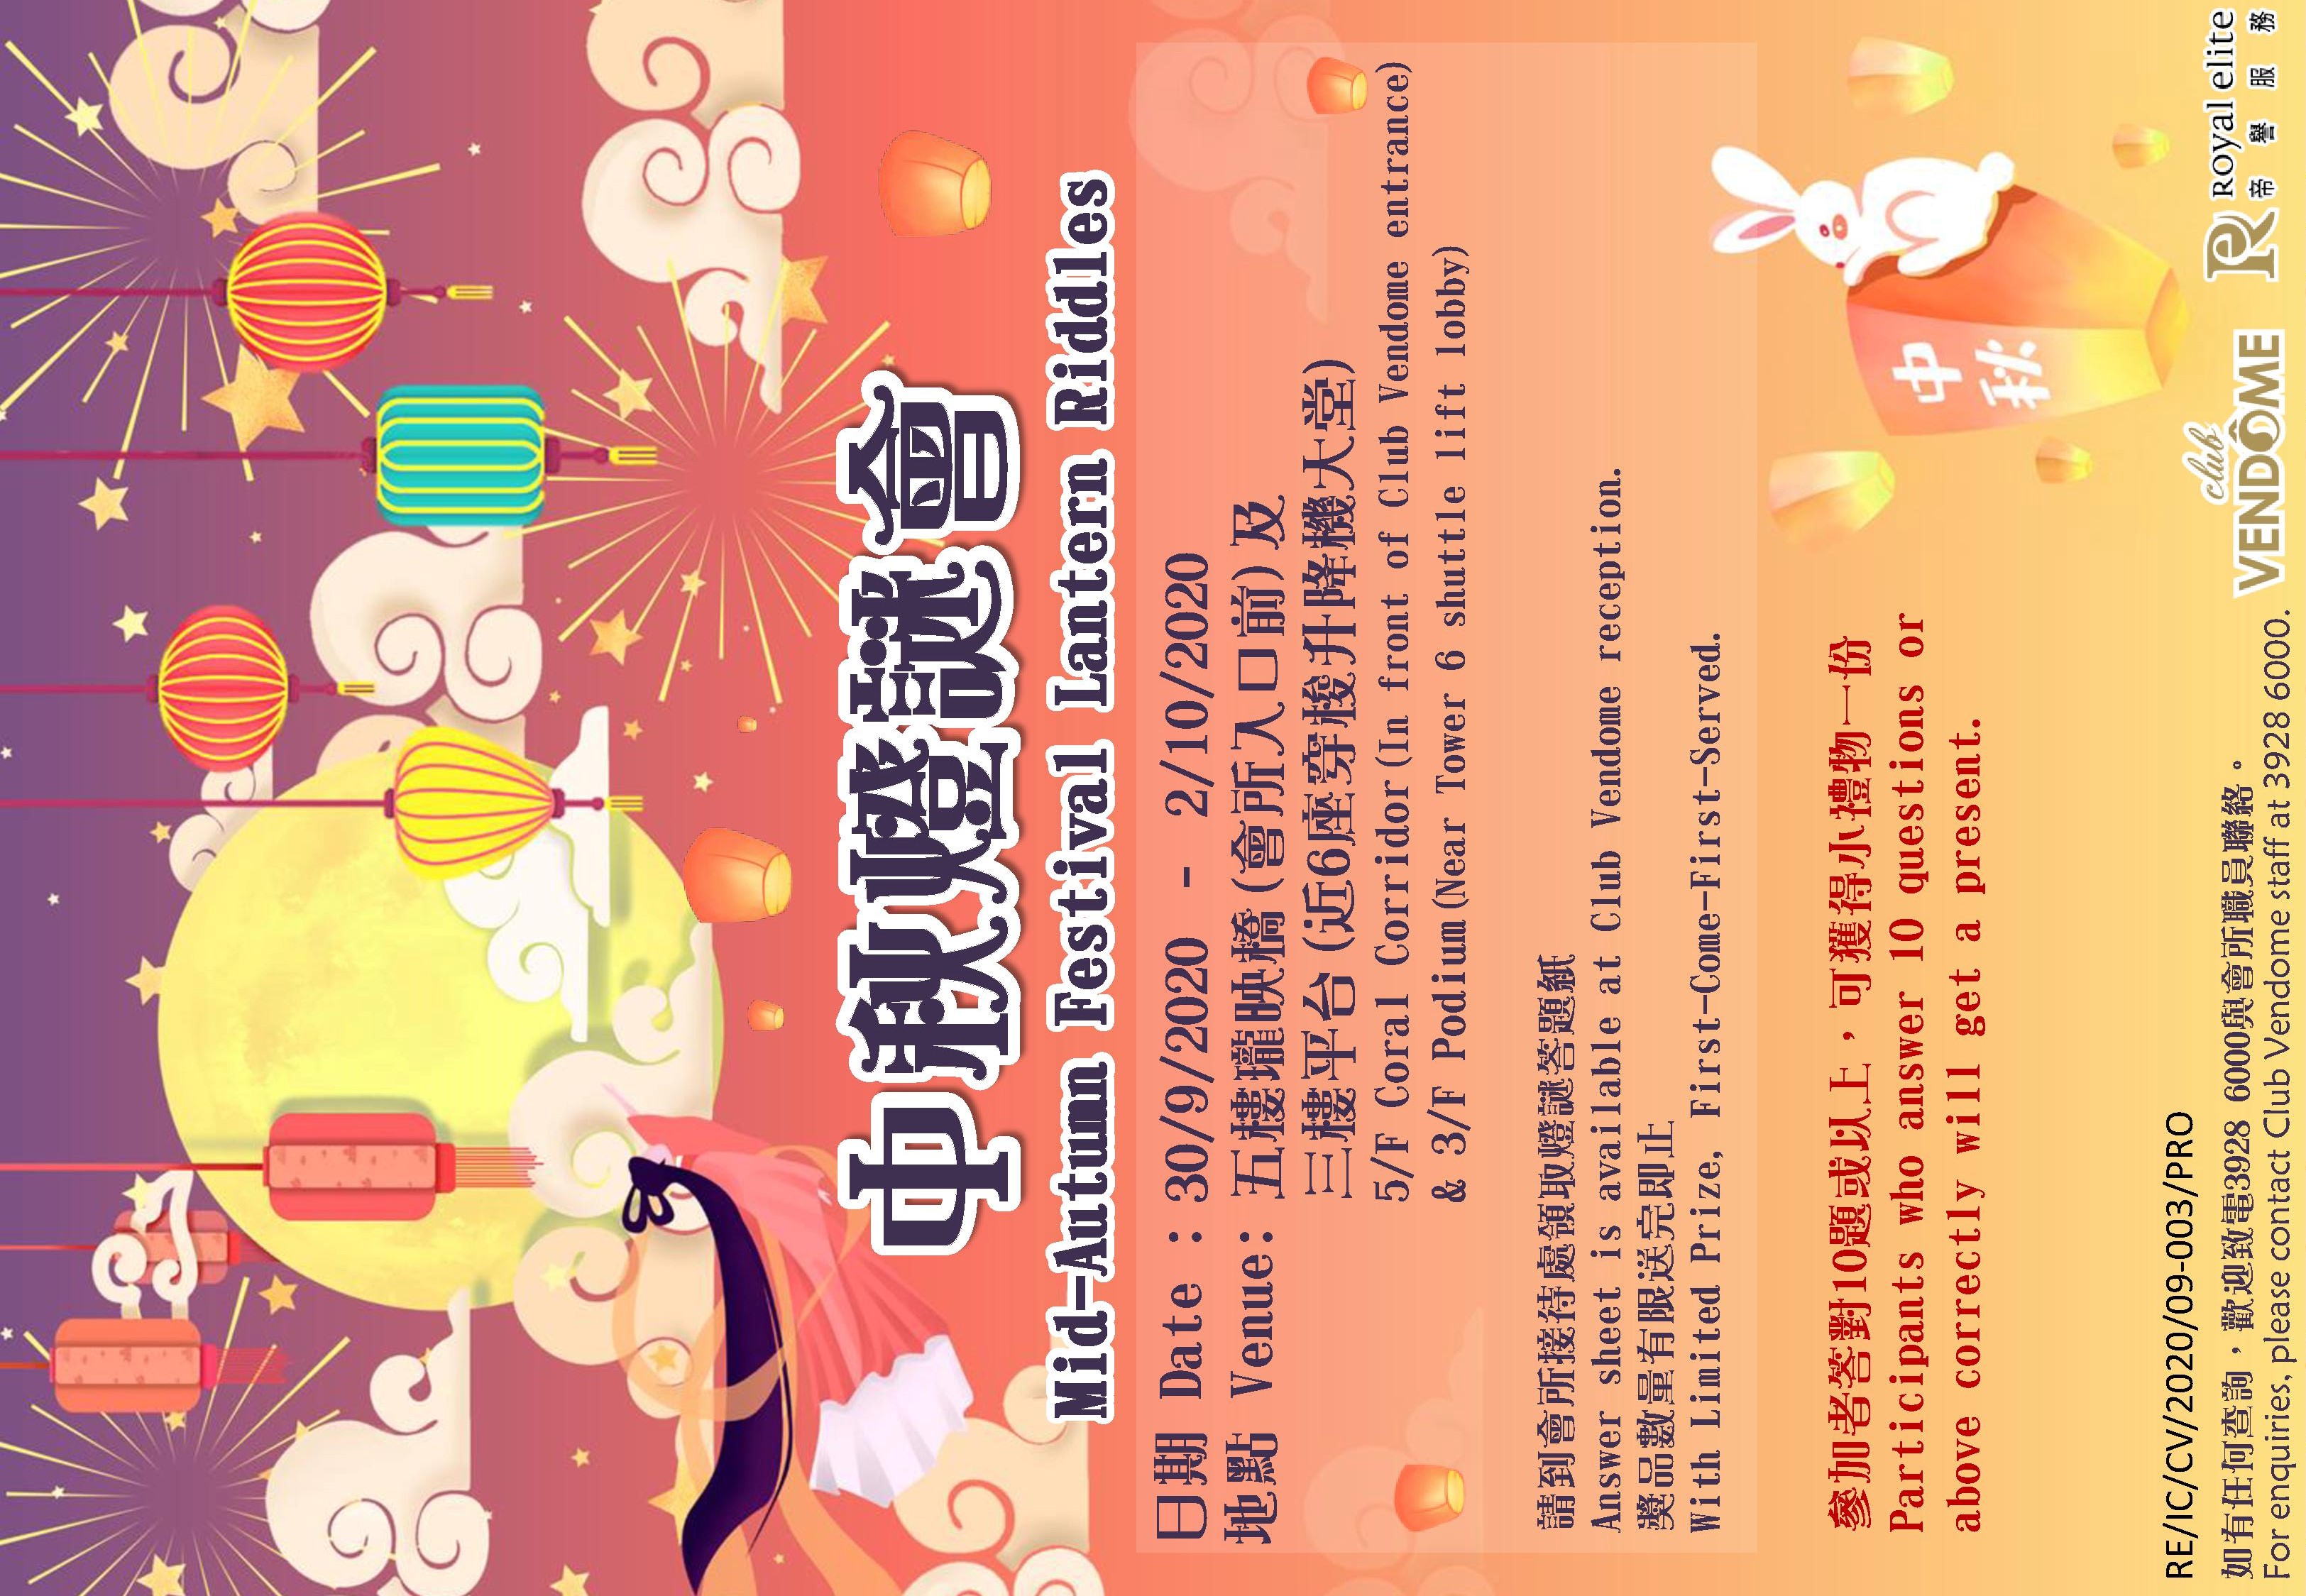 中秋燈謎會
Mid-Autumn Festival Lantern Riddles
日期 Date : 30/9/2020 - 2/10/2020
地點 Venue: 五樓瓏映橋(會所入口前)及
三樓平台(近6座穿梭升降機大堂)
5/F Coral Corridor(In front of Club Vendome entrance)
& 3/F Podium(Near Tower 6 shuttle lift lobby)
請到會所接待處領取燈謎答題紙
Answer sheet is available at Club Vendome reception.
獎品數量有限送完即止
With Limited Prize, First-Come-First-Served.
參加者答對10題或以上，可獲得小禮物一份
Participants who answer 10 questions or
above correctly will get a present.
中秋
RE/IC/CV/2020/09-003/PRO
如有任何查詢，歡迎致電3928 6000與會所職員聯絡。
For enquiries, please contact Club Vendome staff at 3928 6000.
club
VENDÔME
Royal elite
帝譽服務